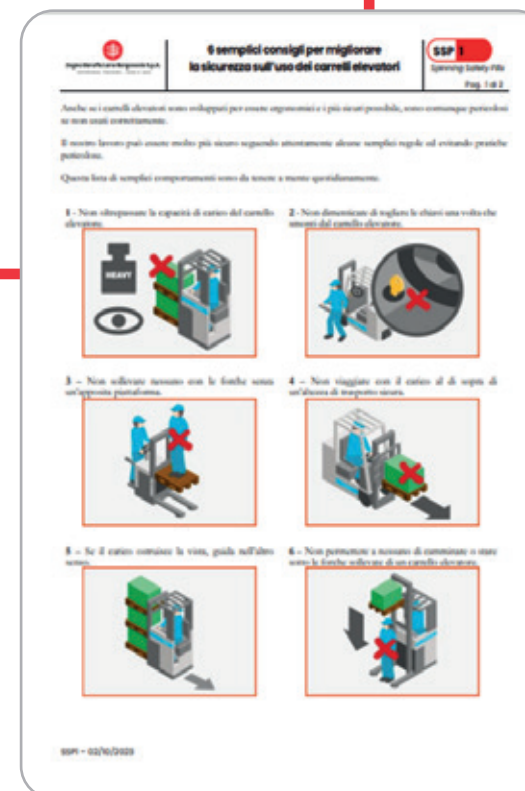 6 semplici consigli per migliorare
la sicurezza sull'uso dei carrelli elevatori
SSP 1
Spinning Safety Pills
Pag. 1 di 2
Anche se i carrelli elevatori sono sviluppati per essere ergonomici e i più sicuri possibile, sono comunque pericolosi
se non usati correttamente.
Il nostro lavoro può essere molto più sicuro seguendo attentamente alcune semplici regole ed evitando pratiche
pericolose.
Questa lista di semplici comportamenti sono da tenere a mente quotidianamente.
1 - Non oltrepassare la capacità di carico del carrello
elevatore.
2 - Non dimenticare di togliere le chiavi una volta che
smonti dal carrello elevatore.
HEAVY
3 – Non sollevare nessuno con le forche senza
un'apposita piattaforma.
4 – Non viaggiare con il carico al di sopra di
un'altezza di trasporto sicura.
5 – Se il carico ostruisce la vista, guida nell'altro
senso.
6 – Non permettere a nessuno di camminare o stare
sotto le forche sollevate di un carrello elevatore.
SSP1 – 02/10/2023